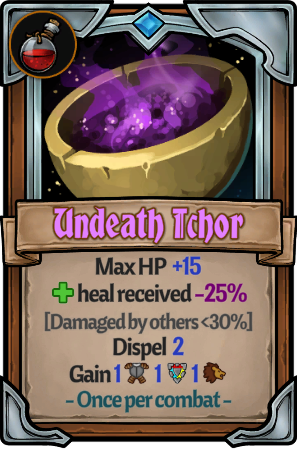 Undeath Tchor
Max HP +15
heal received -25%
[Damaged by others <30%]
Dispel 2
Gain 1 1 1
- Once per combat -